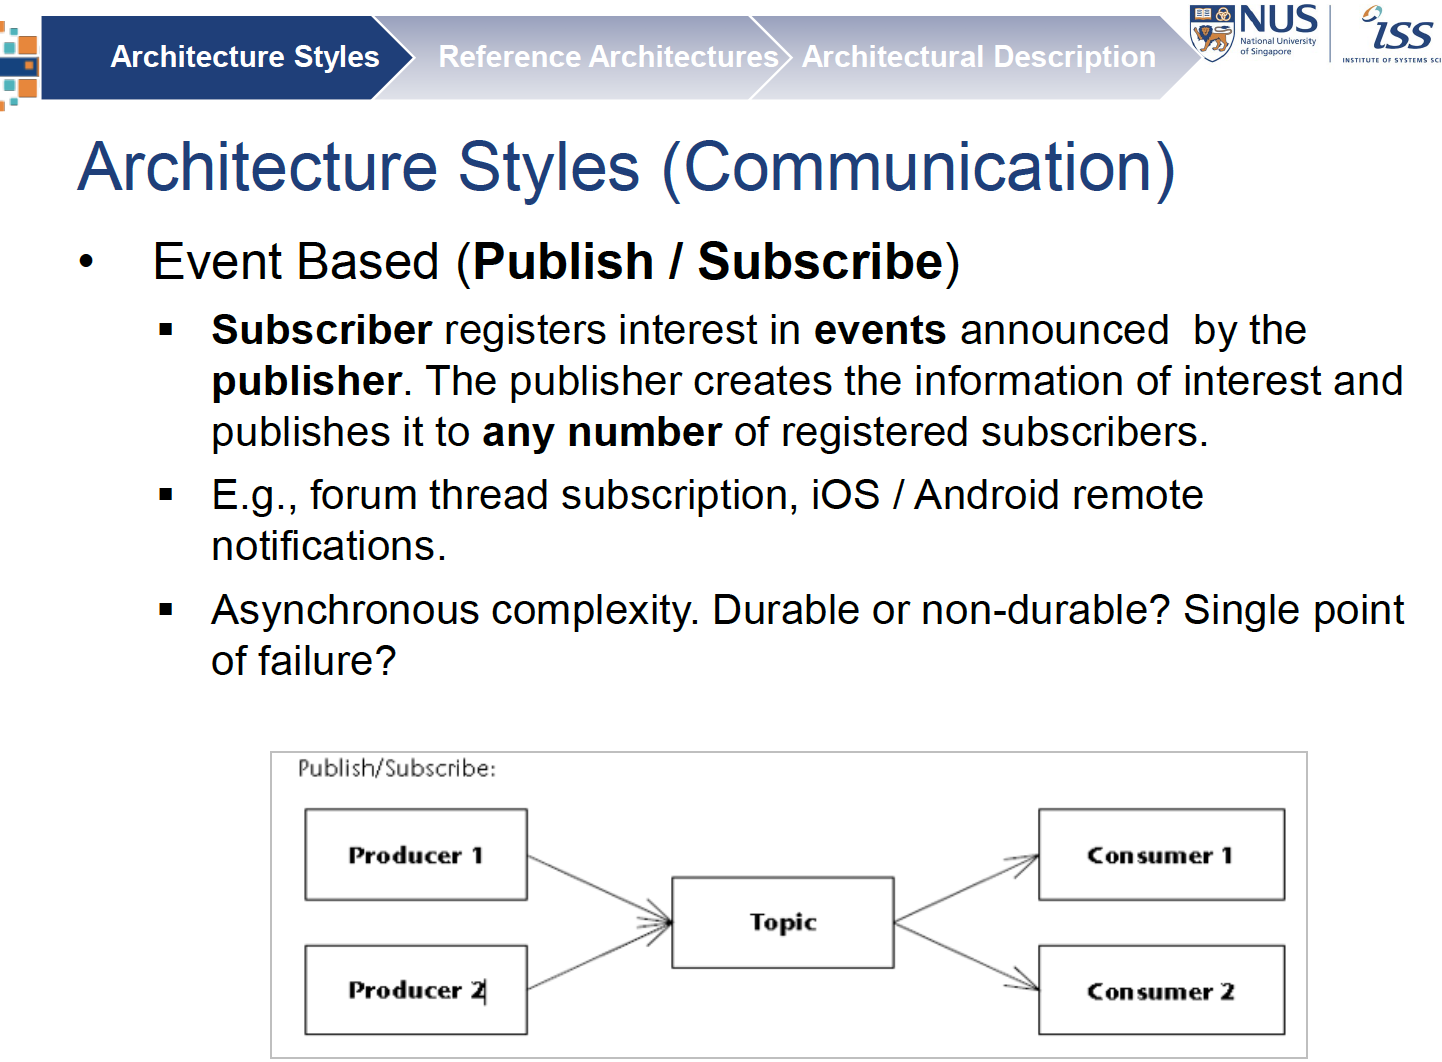 Architecture Styles
Reference Architectures
Architectural Description
NUS
National University
of Singapore
iss
INSTITUTE OF SYSTEMS SCI
Architecture Styles (Communication)
• Event Based (Publish / Subscribe)
▪ Subscriber registers interest in events announced  by the
publisher. The publisher creates the information of interest and
publishes it to any number of registered subscribers.
▪ E.g., forum thread subscription, iOS / Android remote
notifications.
▪ Asynchronous complexity. Durable or non-durable? Single point
of failure?
Publish/Subscribe:
Producer 1
Consumer 1
Topic
Producer 2
Consumer 2